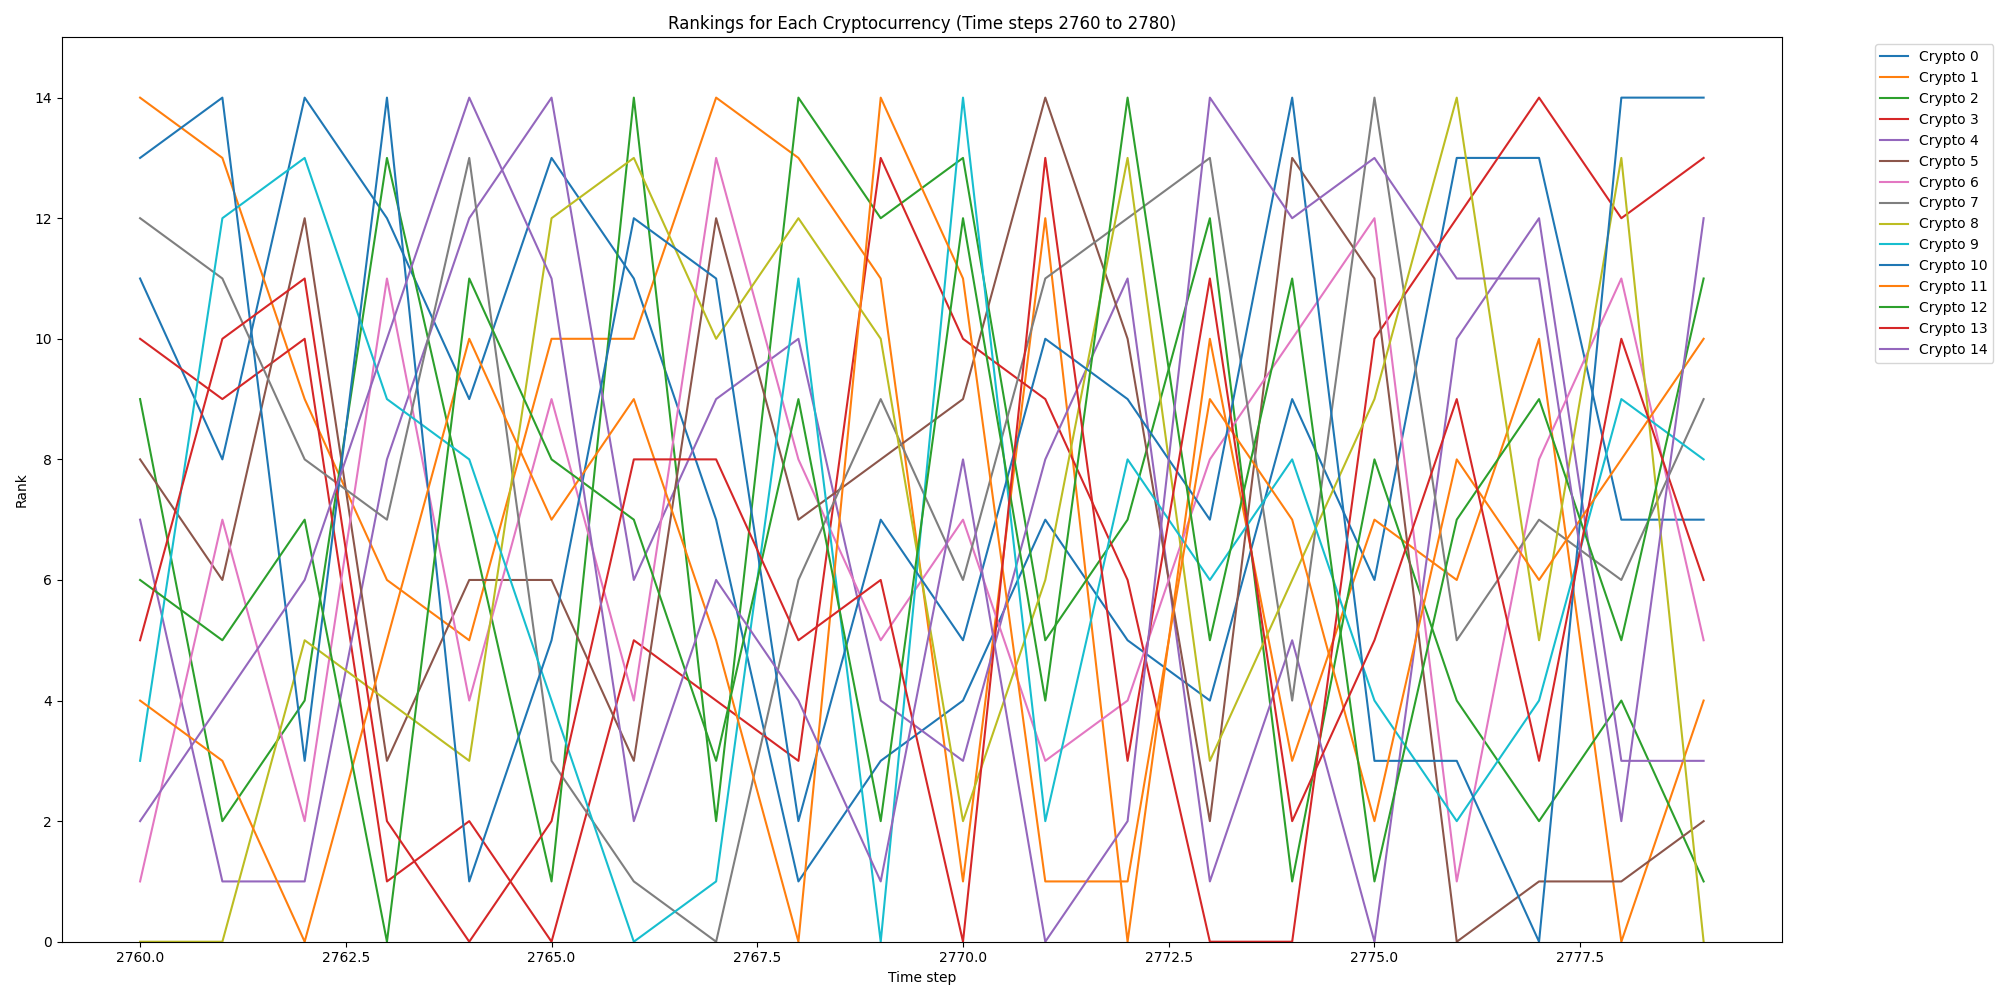 Rankings for Each Cryptocurrency (Time steps 2760 to 2780)
Crypto 0
Crypto 1
Crypto 2
Crypto 3
Crypto 4
Crypto 5
Crypto 6
Crypto 7
Crypto 8
Crypto 9
Crypto 10
Crypto 11
Crypto 12
Crypto 13
Crypto 14
14
12
10
8
6
4
2
0
Rank
2760.0 2762.5 2765.0 2767.5 2770.0 2772.5 2775.0 2777.5
Time step